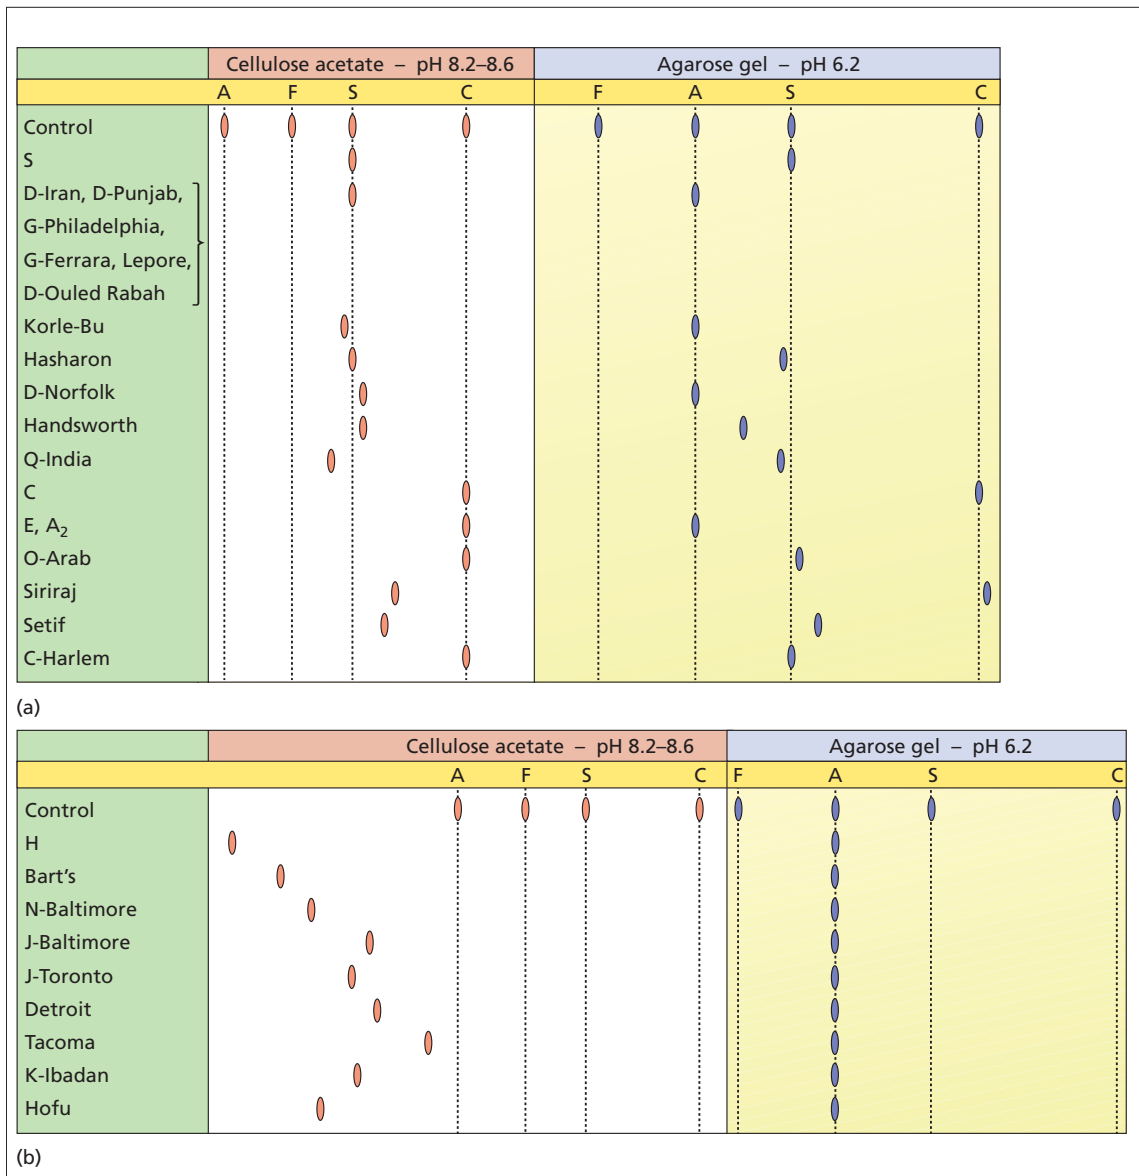 Cellulose acetate – pH 8.2–8.6 Agarose gel – pH 6.2
A F S C F A S C
Control
S
D-Iran, D-Punjab,
G-Philadelphia,
G-Ferrara, Lepore,
D-Ouled Rabah
Korle-Bu
Hasharon
D-Norfolk
Handsworth
Q-India
C
E, A₂
O-Arab
Siriraj
Setif
C-Harlem
(a)
Cellulose acetate – pH 8.2–8.6 Agarose gel – pH 6.2
A F S C F A S C
Control
H
Bart's
N-Baltimore
J-Baltimore
J-Toronto
Detroit
Tacoma
K-Ibadan
Hofu
(b)